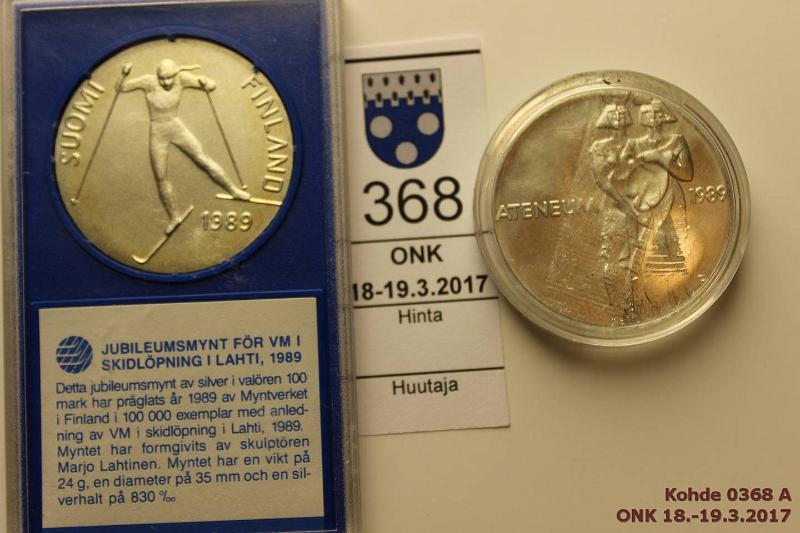 SUOMI FINLAND
1989
JUBILEUMSMYNT FÖR VM I
SKIDLÖPNING I LAHTI, 1989
Detta jubileumsmynt av silver i valören 100
mark har präglats år 1989 av Myntverket
i Finland i 100 000 exemplar med anled-
ning av VM i skidlöpning i Lahti, 1989.
Myntet har formgivits av skulptören
Marjo Lahtinen. Myntet har en vikt på
24 g, en diameter på 35 mm och en sil-
verhalt på 830 ‰
368
ONK
18-19.3.2017
Hinta
Huutaja
ATENEUM 1989
Kohde 0368 A
ONK 18.-19.3.2017